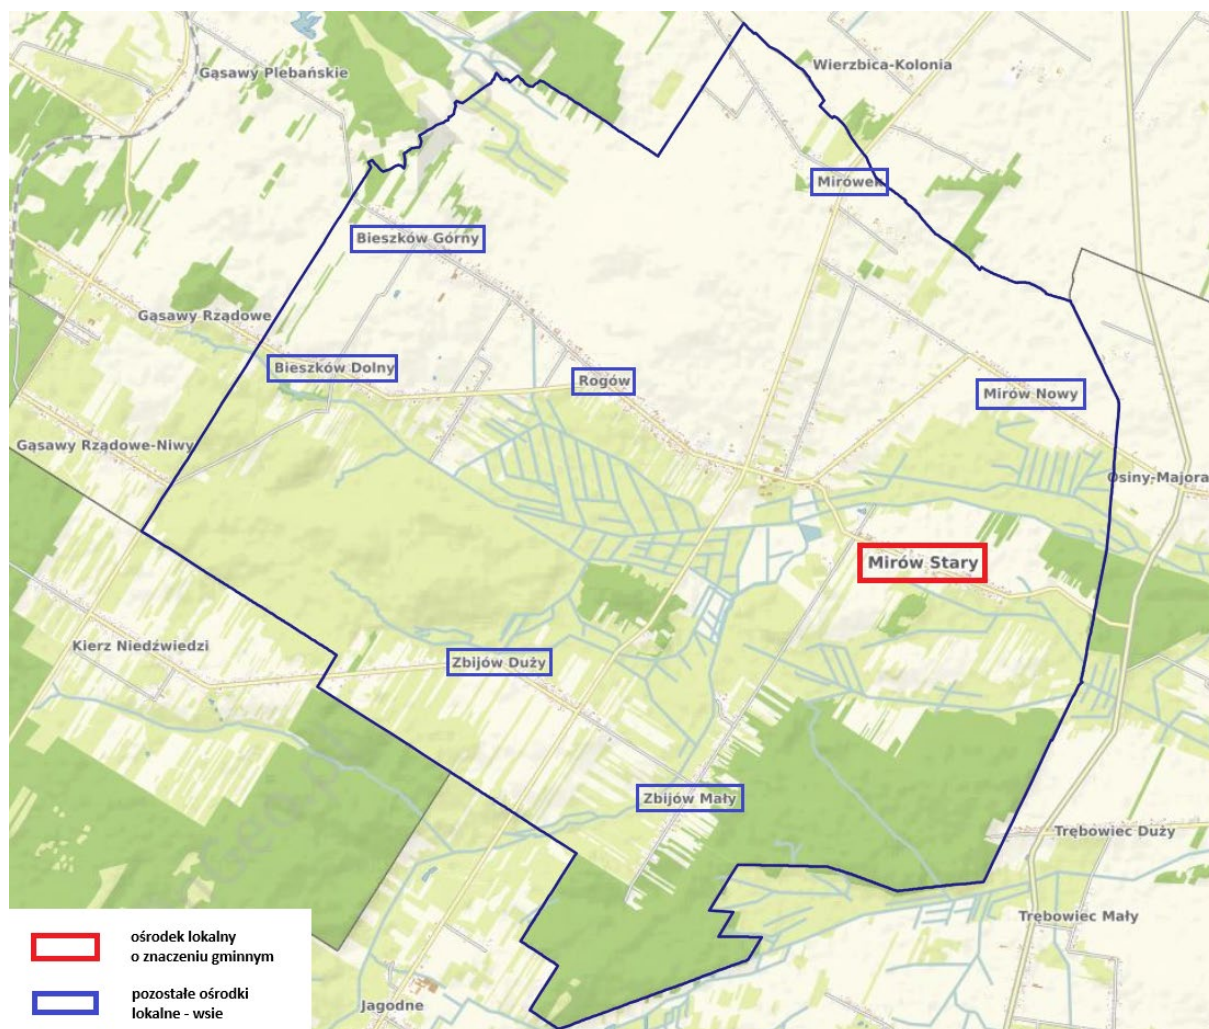 Wierzbica-Kolonia
Gąsawy Plebańskie
Mirówek
Bieszków Górny
Gąsawy Rządowe
Bieszków Dolny
Rogów
Mirów Nowy
Gąsawy Rządowe-Niwy
Osiny-Majora
Mirów Stary
Kierz Niedźwiedzi
Zbijów Duży
Zbijów Mały
Trębowiec Duży
Trębowiec Mały
ośrodek lokalny
o znaczeniu gminnym
pozostałe ośrodki
lokalne - wsie
Jagodne